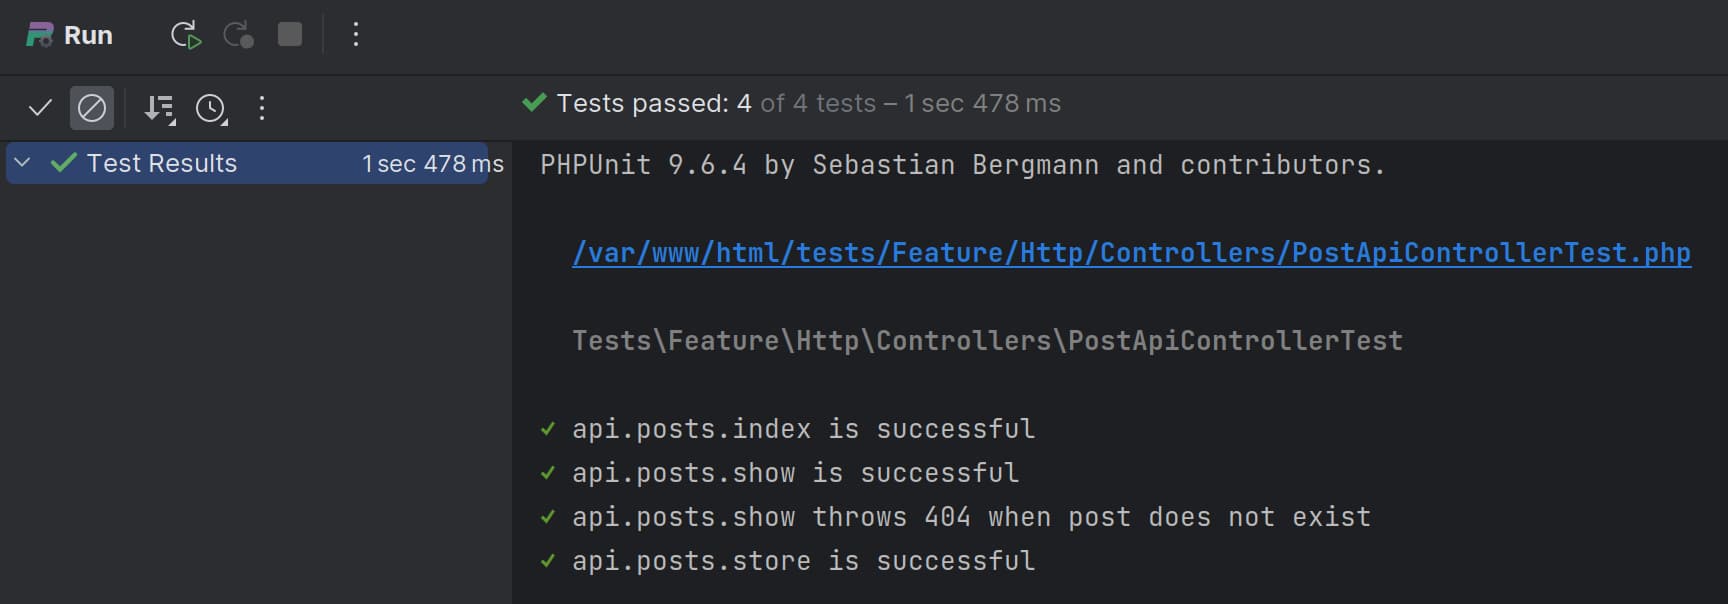 Run
Tests passed: 4 of 4 tests – 1 sec 478 ms
Test Results 1 sec 478 ms
PHPUnit 9.6.4 by Sebastian Bergmann and contributors.
/var/www/html/tests/Feature/Http/Controllers/PostApiControllerTest.php
Tests\Feature\Http\Controllers\PostApiControllerTest
✓ api.posts.index is successful
✓ api.posts.show is successful
✓ api.posts.show throws 404 when post does not exist
✓ api.posts.store is successful